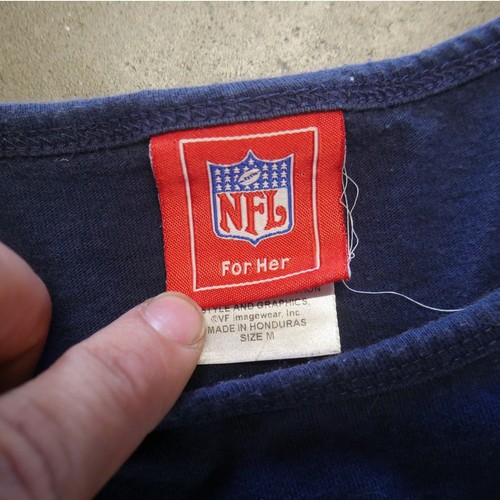 NFL
For Her
STYLE AND GRAPHICS.
©VF Imagewear, Inc
MADE IN HONDURAS
SIZE M